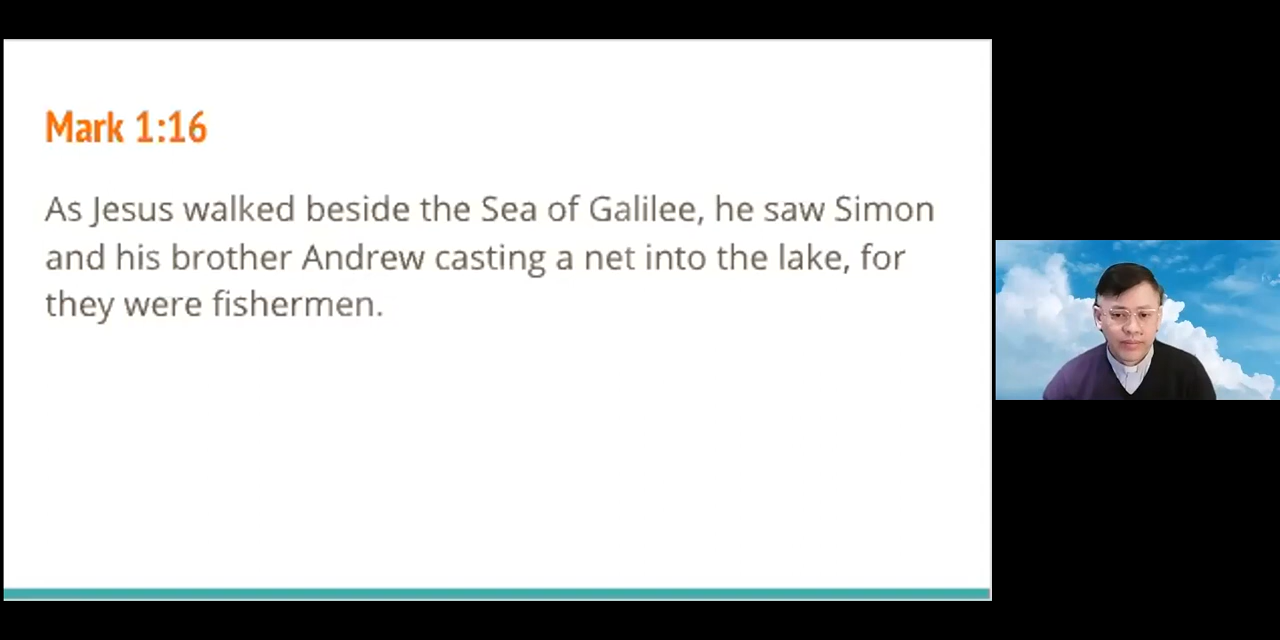 Mark 1:16
As Jesus walked beside the Sea of Galilee, he saw Simon
and his brother Andrew casting a net into the lake, for
they were fishermen.